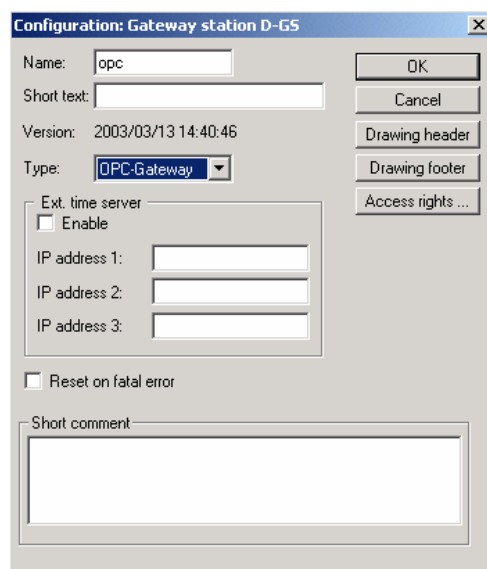 Configuration: Gateway station D-GS
Name: opc
OK
Short text:
Cancel
Version: 2003/03/13 14:40:46
Drawing header
Type: OPC-Gateway
Drawing footer
Access rights ...
Ext. time server
Enable
IP address 1:
IP address 2:
IP address 3:
Reset on fatal error
Short comment